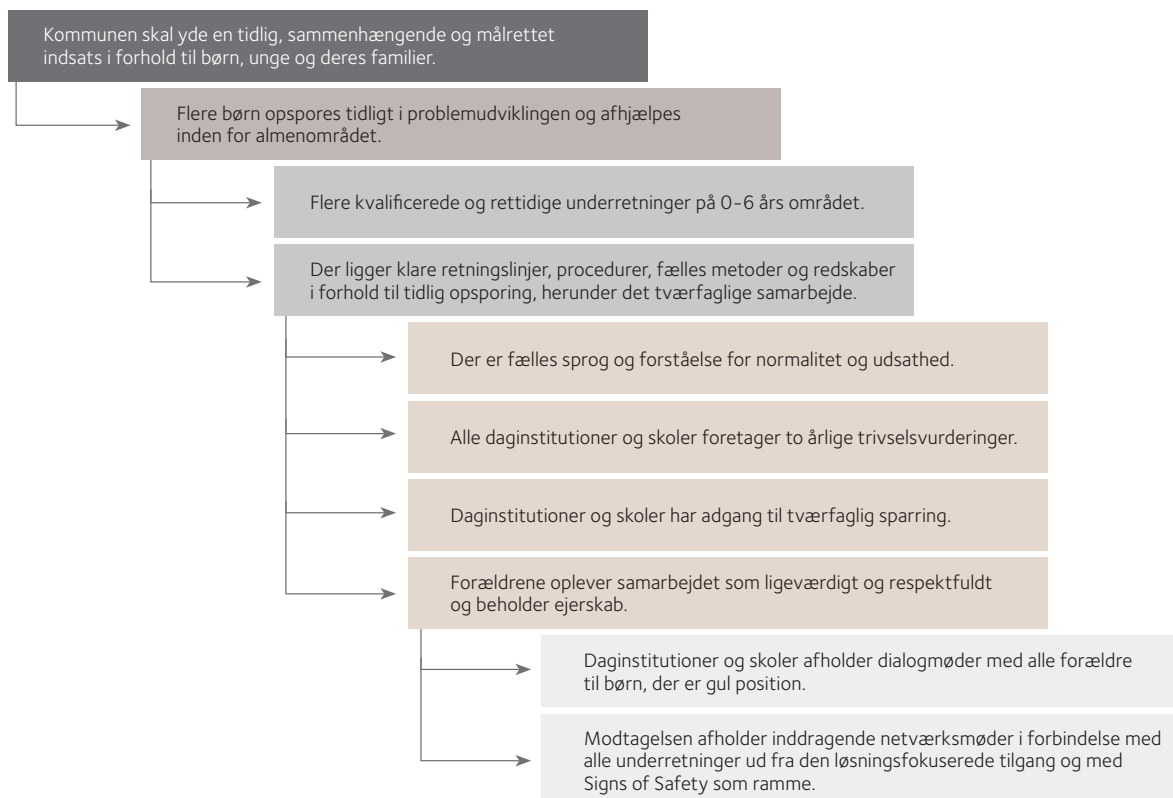 Kommunen skal yde en tidlig, sammenhængende og målrettet
indsats i forhold til børn, unge og deres familier.
Flere børn opspores tidligt i problemudviklingen og afhjælpes
inden for almenområdet.
Flere kvalificerede og rettidige underretninger på 0-6 års området.
Der ligger klare retningslinjer, procedurer, fælles metoder og redskaber
i forhold til tidlig opsporing, herunder det tværfaglige samarbejde.
Der er fælles sprog og forståelse for normalitet og udsathed.
Alle daginstitutioner og skoler foretager to årlige trivselsvurderinger.
Daginstitutioner og skoler har adgang til tværfaglig sparring.
Forældrene oplever samarbejdet som ligeværdigt og respektfuldt
og beholder ejerskab.
Daginstitutioner og skoler afholder dialogmøder med alle forældre
til børn, der er gul position.
Modtagelsen afholder inddragende netværksmøder i forbindelse med
alle underretninger ud fra den løsningsfokuserede tilgang og med
Signs of Safety som ramme.